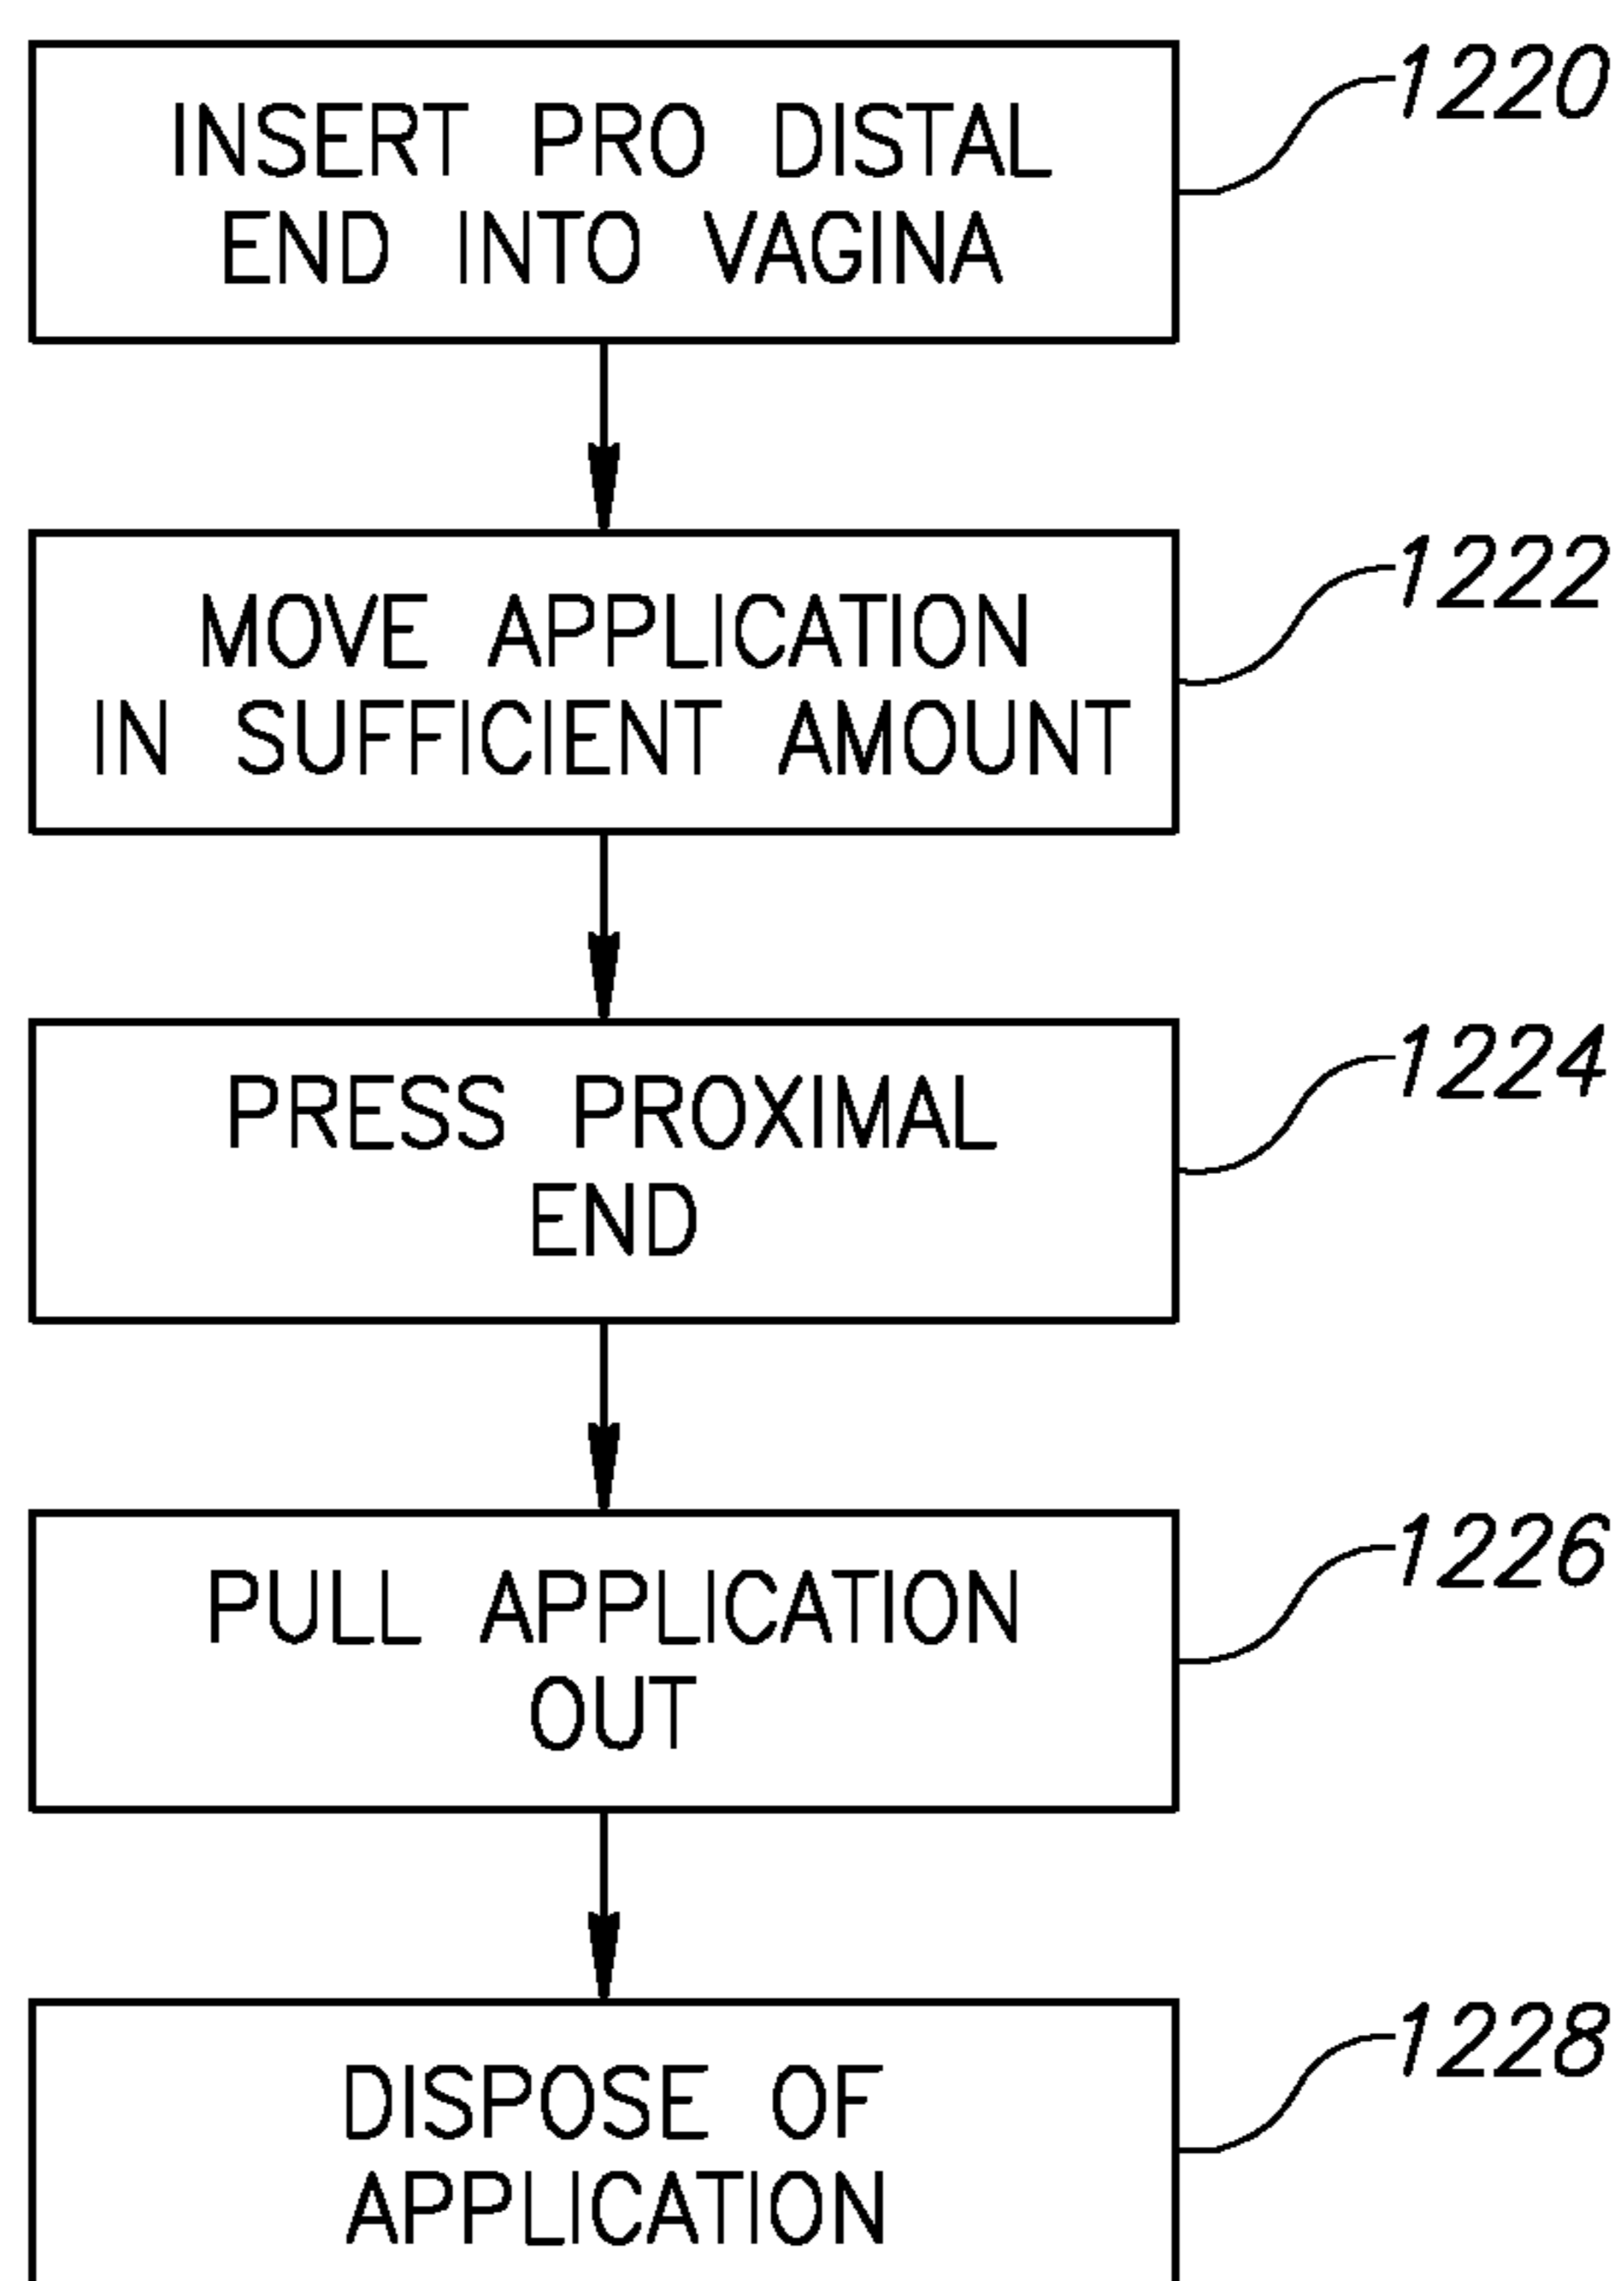 INSERT PRO DISTAL
END INTO VAGINA
1220
MOVE APPLICATION
IN SUFFICIENT AMOUNT
1222
PRESS PROXIMAL
END
1224
PULL APPLICATION
OUT
1226
DISPOSE OF
APPLICATION
1228